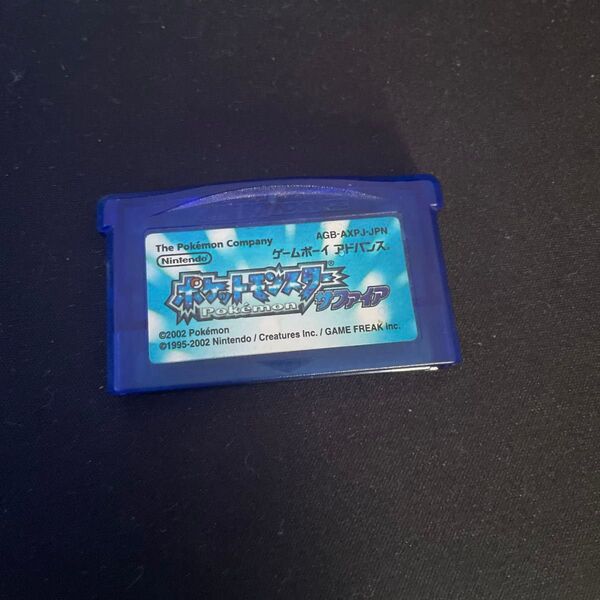 The Pokémon Company
AGB-AXPJ-JPN
Nintendo
ゲームボーイ アドバンス®
ポケットモンスター®
Pokémon
サファイア
©2002 Pokémon
©1995-2002 Nintendo / Creatures Inc. / GAME FREAK inc.